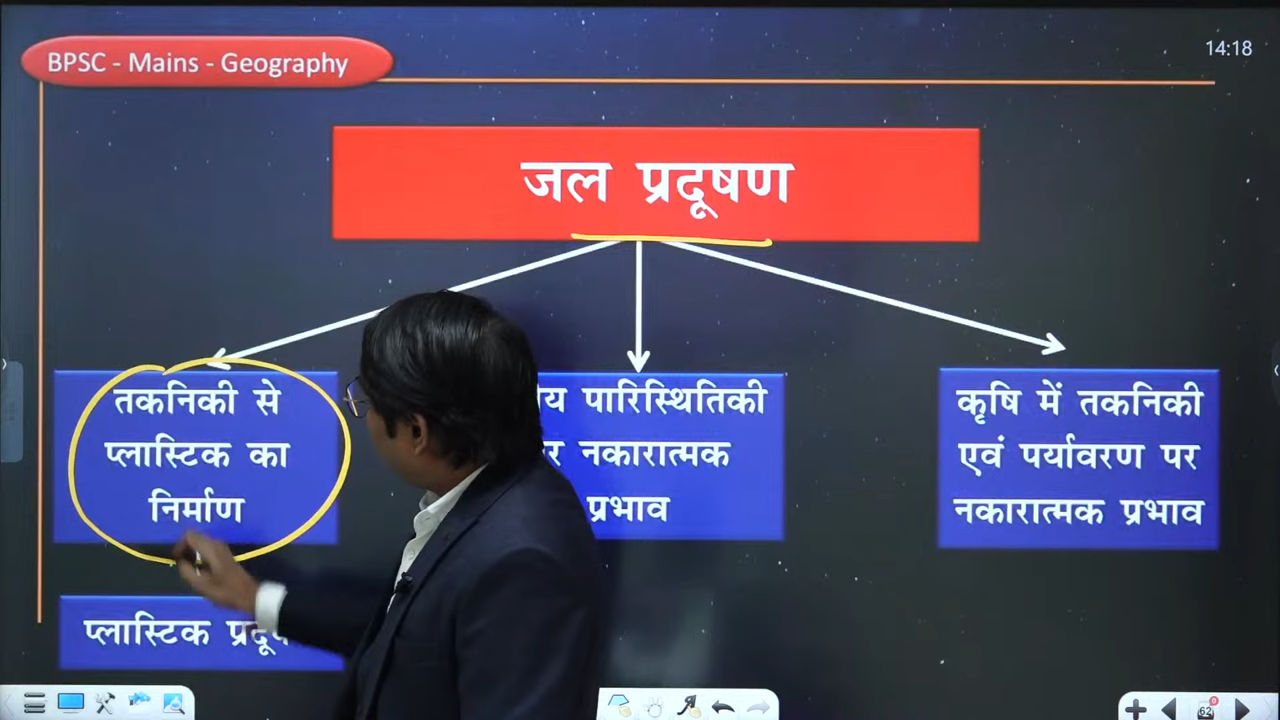 BPSC - Mains - Geography
14:18
जल प्रदूषण
तकनिकी से
प्लास्टिक का
निर्माण
पारिस्थितिकी
नकारात्मक
प्रभाव
कृषि में तकनिकी
एवं पर्यावरण पर
नकारात्मक प्रभाव
प्लास्टिक
62